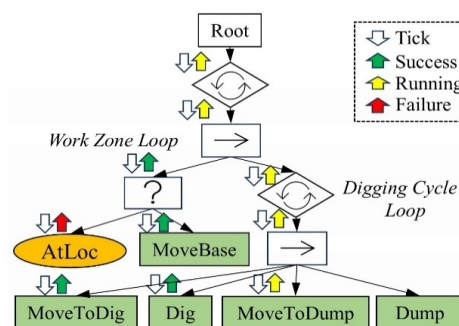 Root
Tick
Success
Running
Failure
Work Zone Loop
?
Digging Cycle
Loop
AtLoc
MoveBase
MoveToDig
Dig
MoveToDump
Dump